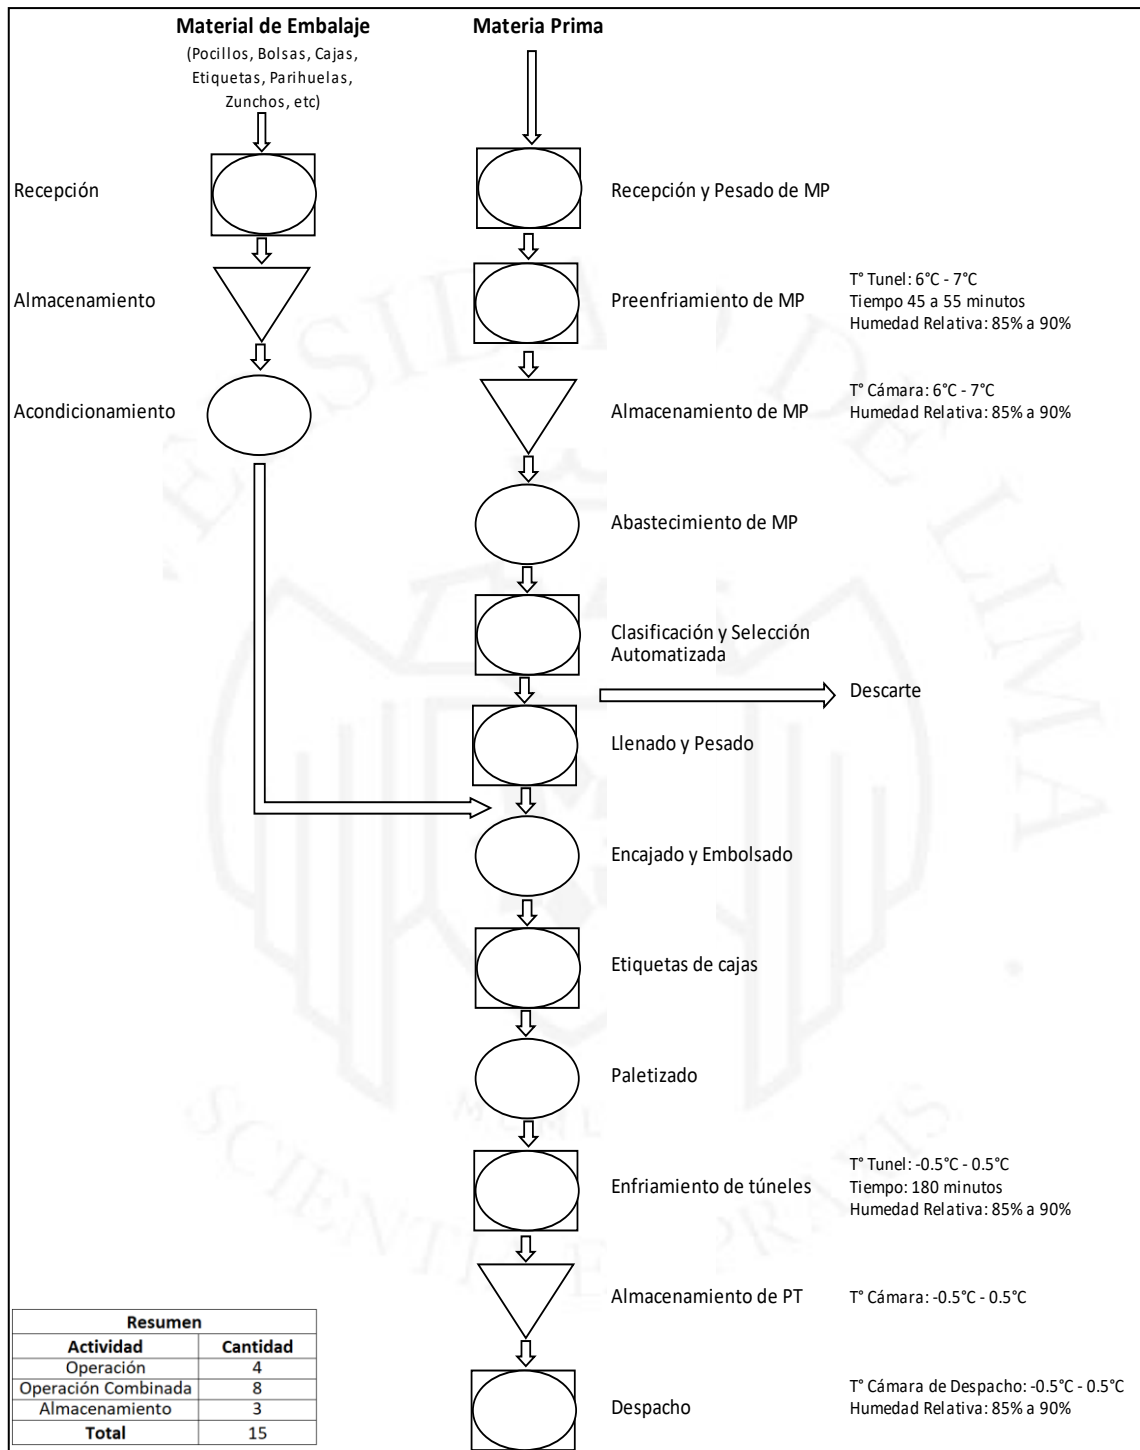 Material de Embalaje
(Pocillos, Bolsas, Cajas,
Etiquetas, Parihuelas,
Zunchos, etc)
Materia Prima
Recepción
Recepción y Pesado de MP
Almacenamiento
Preenfriamiento de MP
T° Tunel: 6°C - 7°C
Tiempo 45 a 55 minutos
Humedad Relativa: 85% a 90%
Acondicionamiento
Almacenamiento de MP
T° Cámara: 6°C - 7°C
Humedad Relativa: 85% a 90%
Abastecimiento de MP
Clasificación y Selección
Automatizada
Descarte
Llenado y Pesado
Encajado y Embolsado
Etiquetas de cajas
Paletizado
Enfriamiento de túneles
T° Tunel: -0.5°C - 0.5°C
Tiempo: 180 minutos
Humedad Relativa: 85% a 90%
Almacenamiento de PT
T° Cámara: -0.5°C - 0.5°C
Despacho
T° Cámara de Despacho: -0.5°C - 0.5°C
Humedad Relativa: 85% a 90%
Resumen
Actividad Cantidad
Operación 4
Operación Combinada 8
Almacenamiento 3
Total 15
DE LIMA
SCIENTIA ET PRAXIS